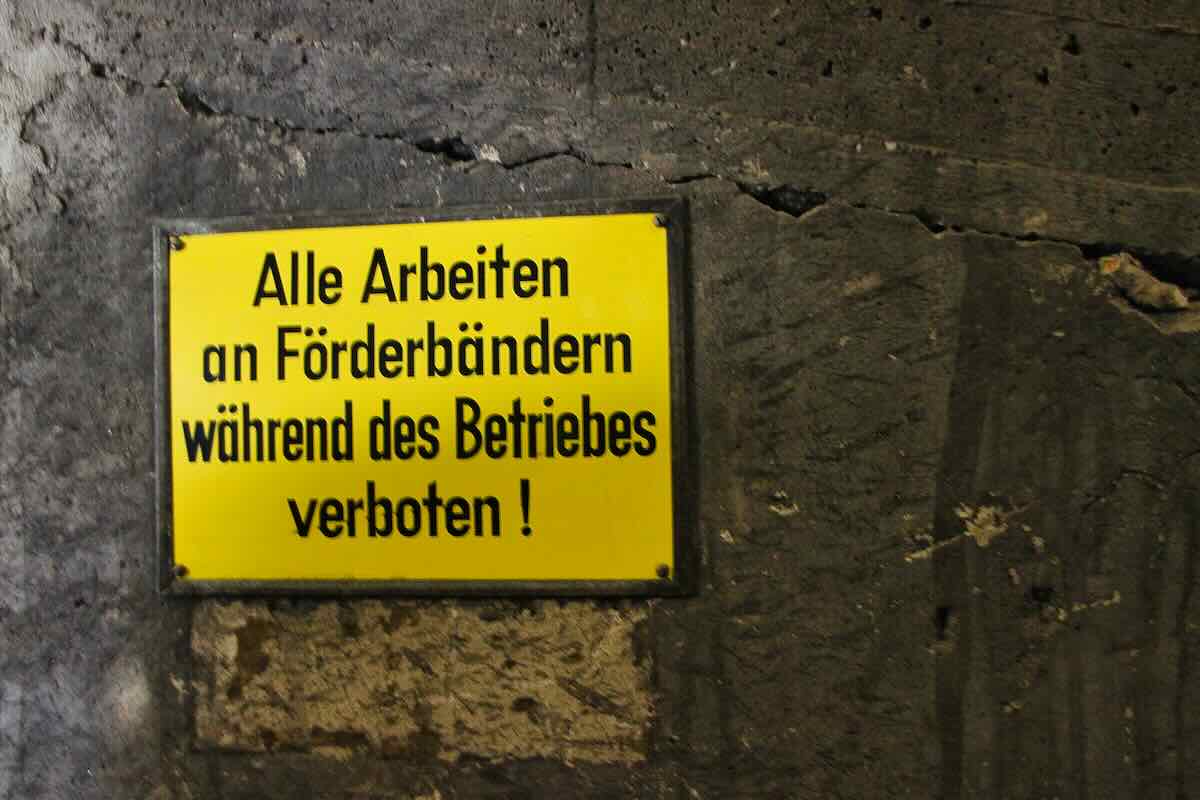 Alle Arbeiten
an Förderbändern
während des Betriebes
verboten !